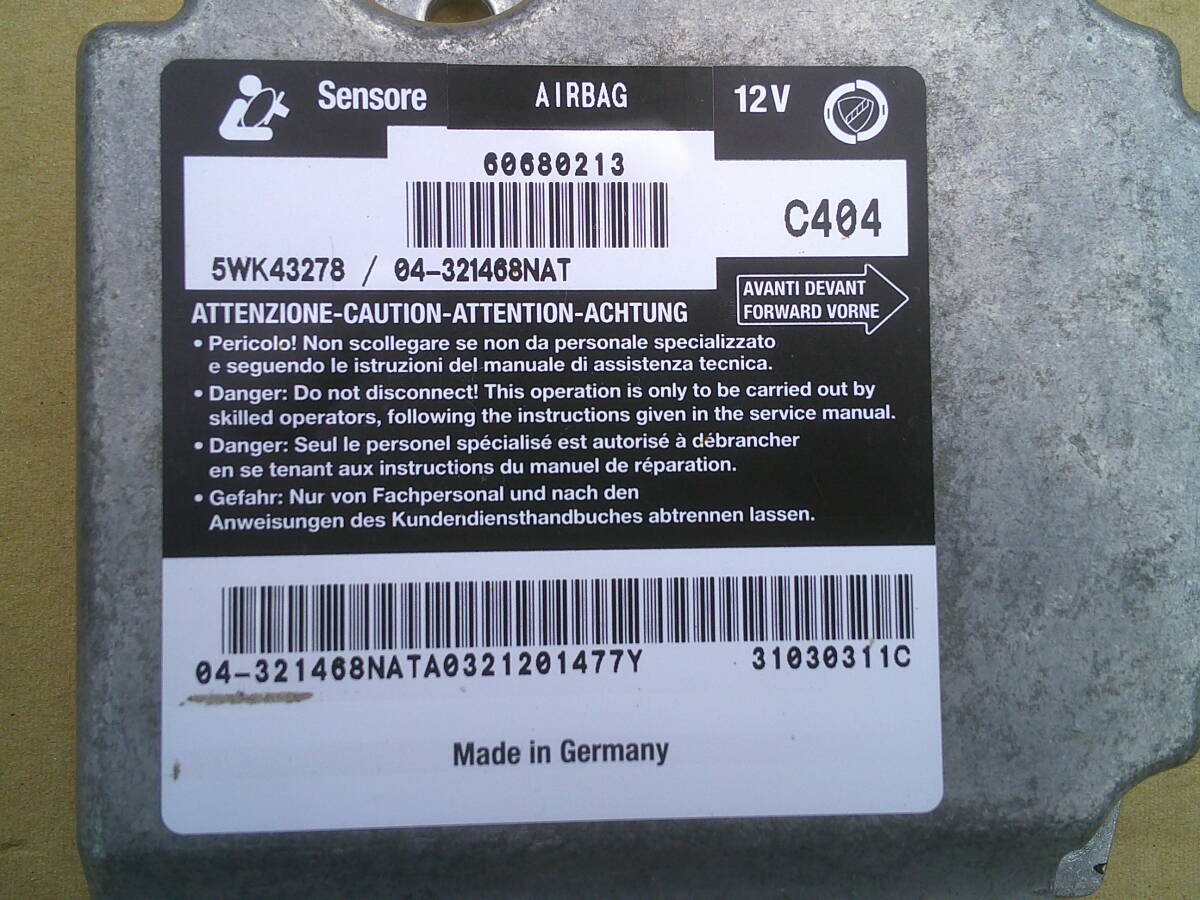 Sensore AIRBAG 12V
60680213
C404
5WK43278 / 04-321468NAT
AVANTI DEVANT
FORWARD VORNE
ATTENZIONE-CAUTION-ATTENTION-ACHTUNG
• Pericolo! Non scollegare se non da personale specializzato
e seguendo le istruzioni del manuale di assistenza tecnica.
• Danger: Do not disconnect! This operation is only to be carried out by
skilled operators, following the instructions given in the service manual.
• Danger: Seul le personel spécialisé est autorisé à débrancher
en se tenant aux instructions du manuel de réparation.
• Gefahr: Nur von Fachpersonal und nach den
Anweisungen des Kundendiensthandbuches abtrennen lassen.
04-321468NATA0321201477Y 31030311C
Made in Germany